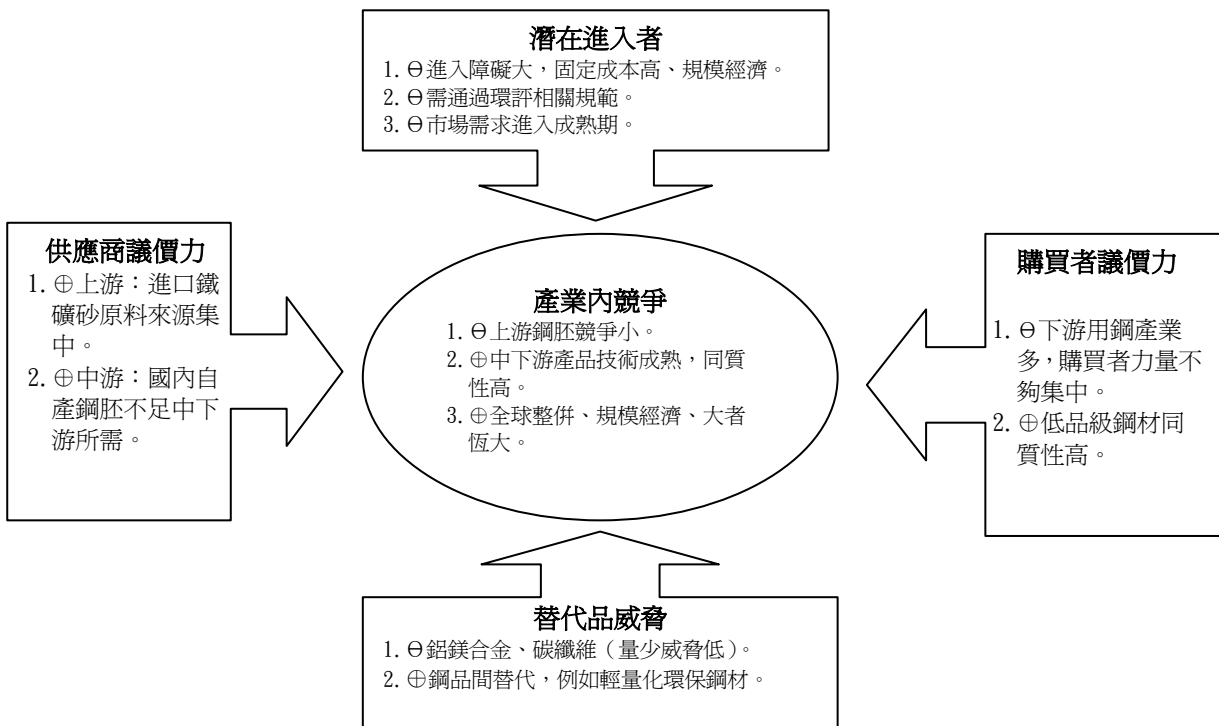 潛在進入者
1. Θ進入障礙大，固定成本高、規模經濟。
2. Θ需通過環評相關規範。
3. Θ市場需求進入成熟期。
供應商議價力
1. ⊕上游：進口鐵
礦砂原料來源集
中。
2. ⊕中游：國內自
產鋼胚不足中下
游所需。
產業內競爭
1. Θ上游鋼胚競爭小。
2. ⊕中下游產品技術成熟，同質
性高。
3. ⊕全球整併、規模經濟、大者
恆大。
購買者議價力
1. Θ下游用鋼產業
多，購買者力量不
夠集中。
2. ⊕低品級鋼材同
質性高。
替代品威脅
1. Θ鋁鎂合金、碳纖維（量少威脅低）。
2. ⊕鋼品間替代，例如輕量化環保鋼材。